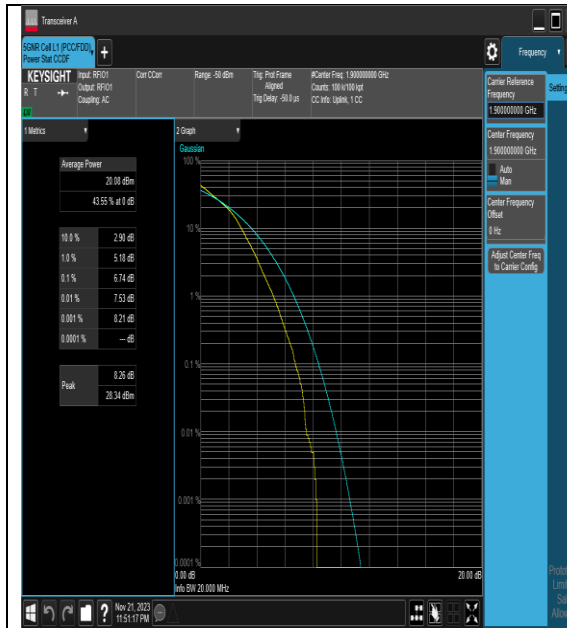 Transceiver A
5GNR Cell L1 (PCC/FDD),
Power Stat CCDF
Frequency
KEYSIGHT
R T
Input: RFIO1
Output: RFIO1
Coupling: AC
Corr CCorr
Range: -50 dBm
Trig: Prot Frame
Aligned
Trig Delay: -50.0 µs
#Center Freq: 1.900000000 GHz
Counts: 100 k/100 kpt
CC Info: Uplink, 1 CC
1 Metrics
Average Power
20.08 dBm
43.55 % at 0 dB
10.0 % 2.90 dB
1.0 % 5.18 dB
0.1 % 6.74 dB
0.01 % 7.53 dB
0.001 % 8.21 dB
0.0001 % --- dB
Peak 8.26 dB
28.34 dBm
2 Graph
Gaussian
100 %
10 %
1 %
0.1 %
0.01 %
0.001 %
0.0001 %
0.00 dB 20.00 dB
Info BW 20.000 MHz
Carrier Reference
Frequency
1.900000000 GHz
Center Frequency
1.900000000 GHz
Auto
Man
Center Frequency
Offset
0 Hz
Adjust Center Freq
to Carrier Config
Nov 21, 2023
11:51:17 PM